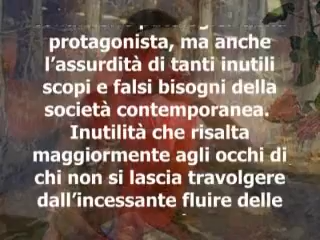 protagonista, ma anche
l’assurdità di tanti inutili
scopi e falsi bisogni della
società contemporanea.
Inutilità che risalta
maggiormente agli occhi di
chi non si lascia travolgere
dall’incessante fluire delle